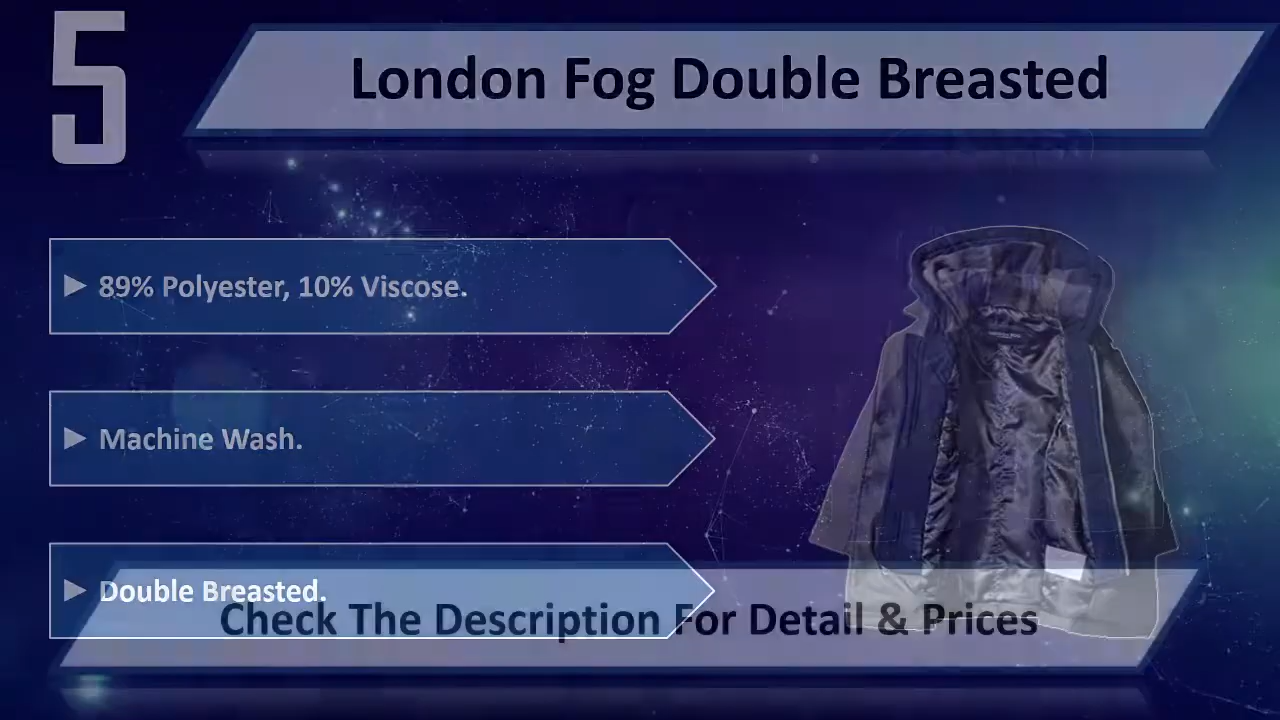 5
London Fog Double Breasted
89% Polyester, 10% Viscose.
Machine Wash.
Double Breasted.
Check The Description For Detail & Prices